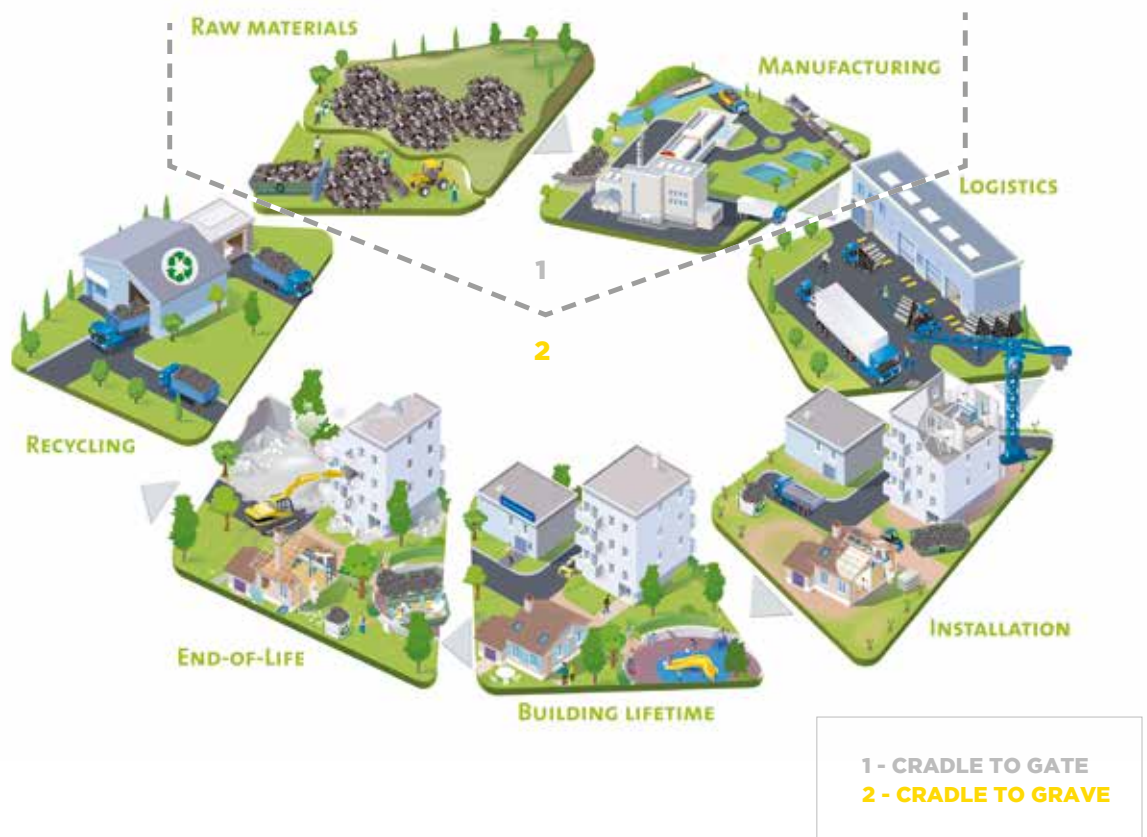 RAW MATERIALS
MANUFACTURING
LOGISTICS
1
2
RECYCLING
INSTALLATION
END-OF-LIFE
BUILDING LIFETIME
1 - CRADLE TO GATE
2 - CRADLE TO GRAVE